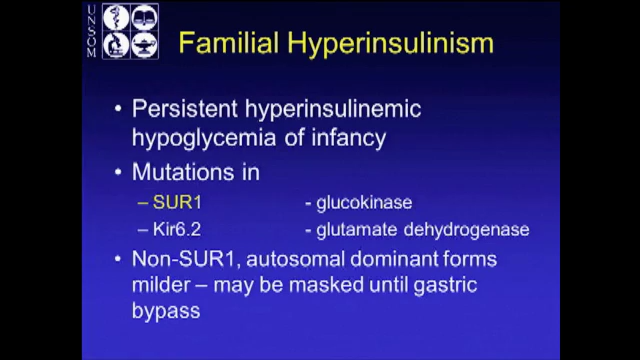 UNSOM
Familial Hyperinsulinism
• Persistent hyperinsulinemic
hypoglycemia of infancy
• Mutations in
– SUR1 - glucokinase
– Kir6.2 - glutamate dehydrogenase
• Non-SUR1, autosomal dominant forms
milder – may be masked until gastric
bypass